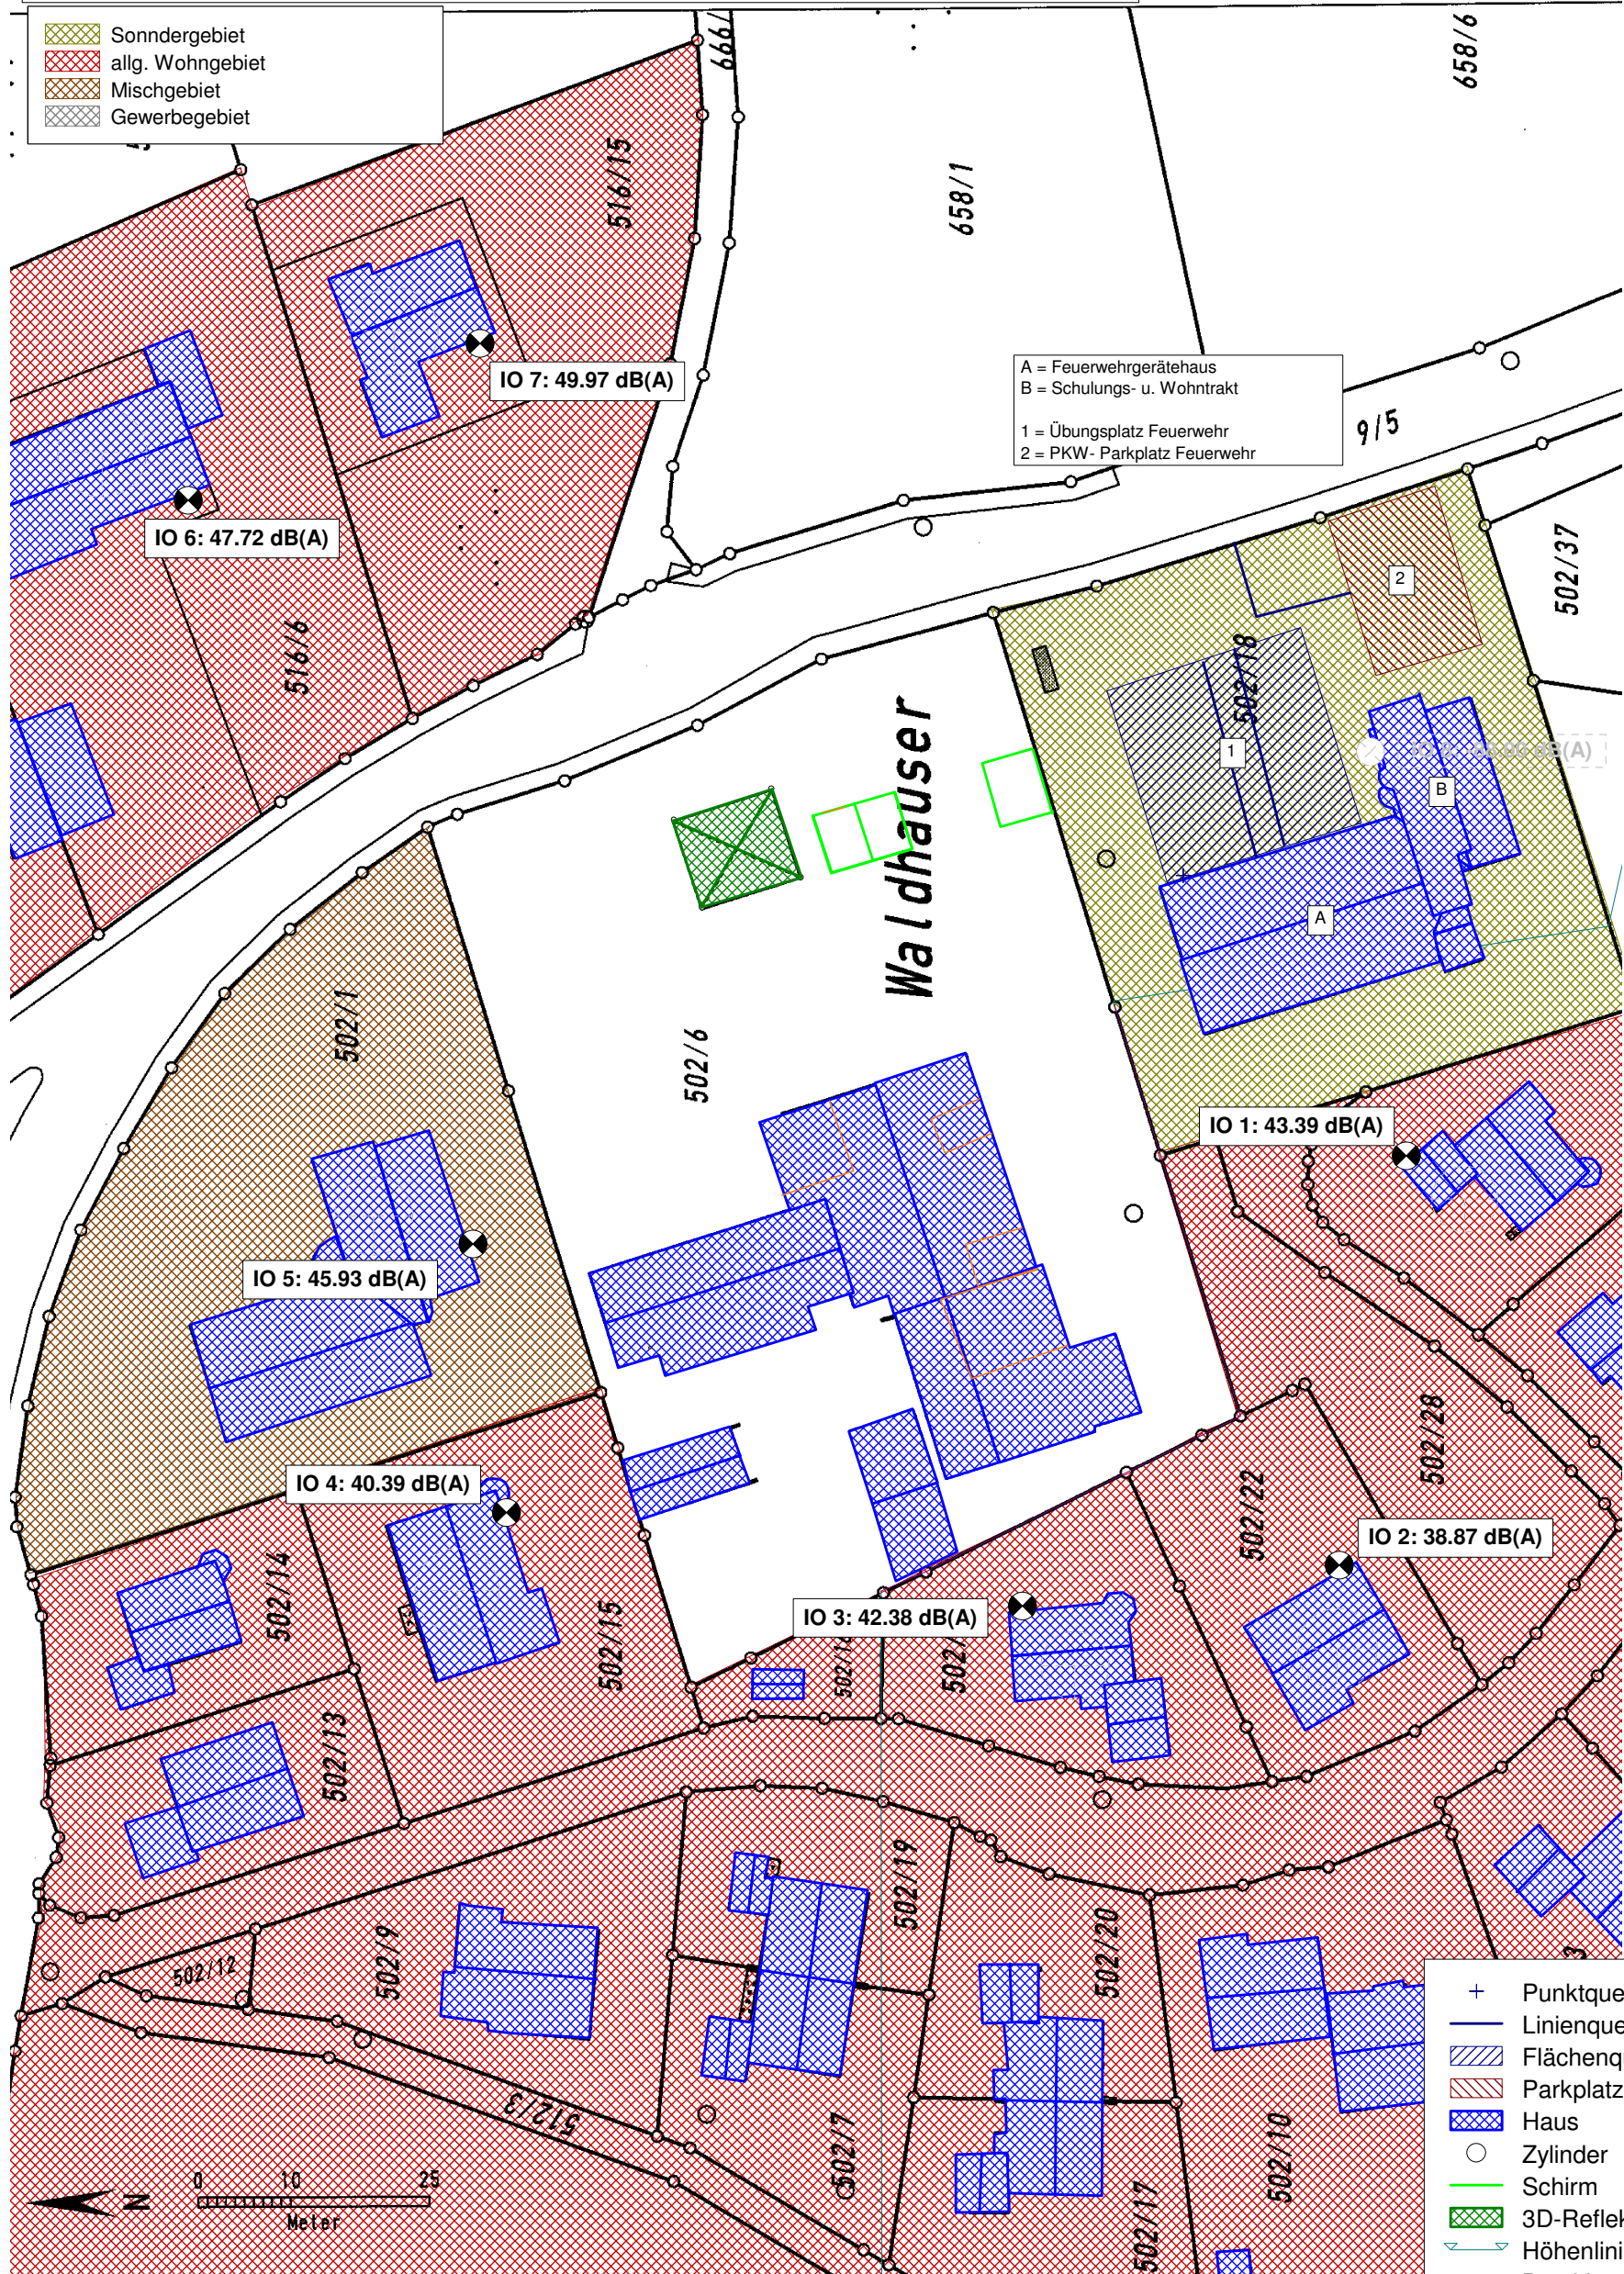 Sonndergebiet
allg. Wohngebiet
Mischgebiet
Gewerbegebiet
666/
658/6
516/15
658/1
IO 7: 49.97 dB(A)
A = Feuerwehrgerätehaus
B = Schulungs- u. Wohntrakt
1 = Übungsplatz Feuerwehr
2 = PKW- Parkplatz Feuerwehr
9/5
IO 6: 47.72 dB(A)
2
502/37
516/6
502/18
Waldhauser
1
dB(A)
B
A
502/1
502/6
IO 1: 43.39 dB(A)
IO 5: 45.93 dB(A)
502/28
IO 4: 40.39 dB(A)
502/22
IO 2: 38.87 dB(A)
502/14
IO 3: 42.38 dB(A)
502/15
502/
502/13
502/19
502/9
502/20
502/12
3
512/3
502/7
502/10
502/17
N
0 10 25
Meter
Punktque
Linienque
Flächenq
Parkplatz
Haus
Zylinder
Schirm
3D-Reflek
Höhenlini